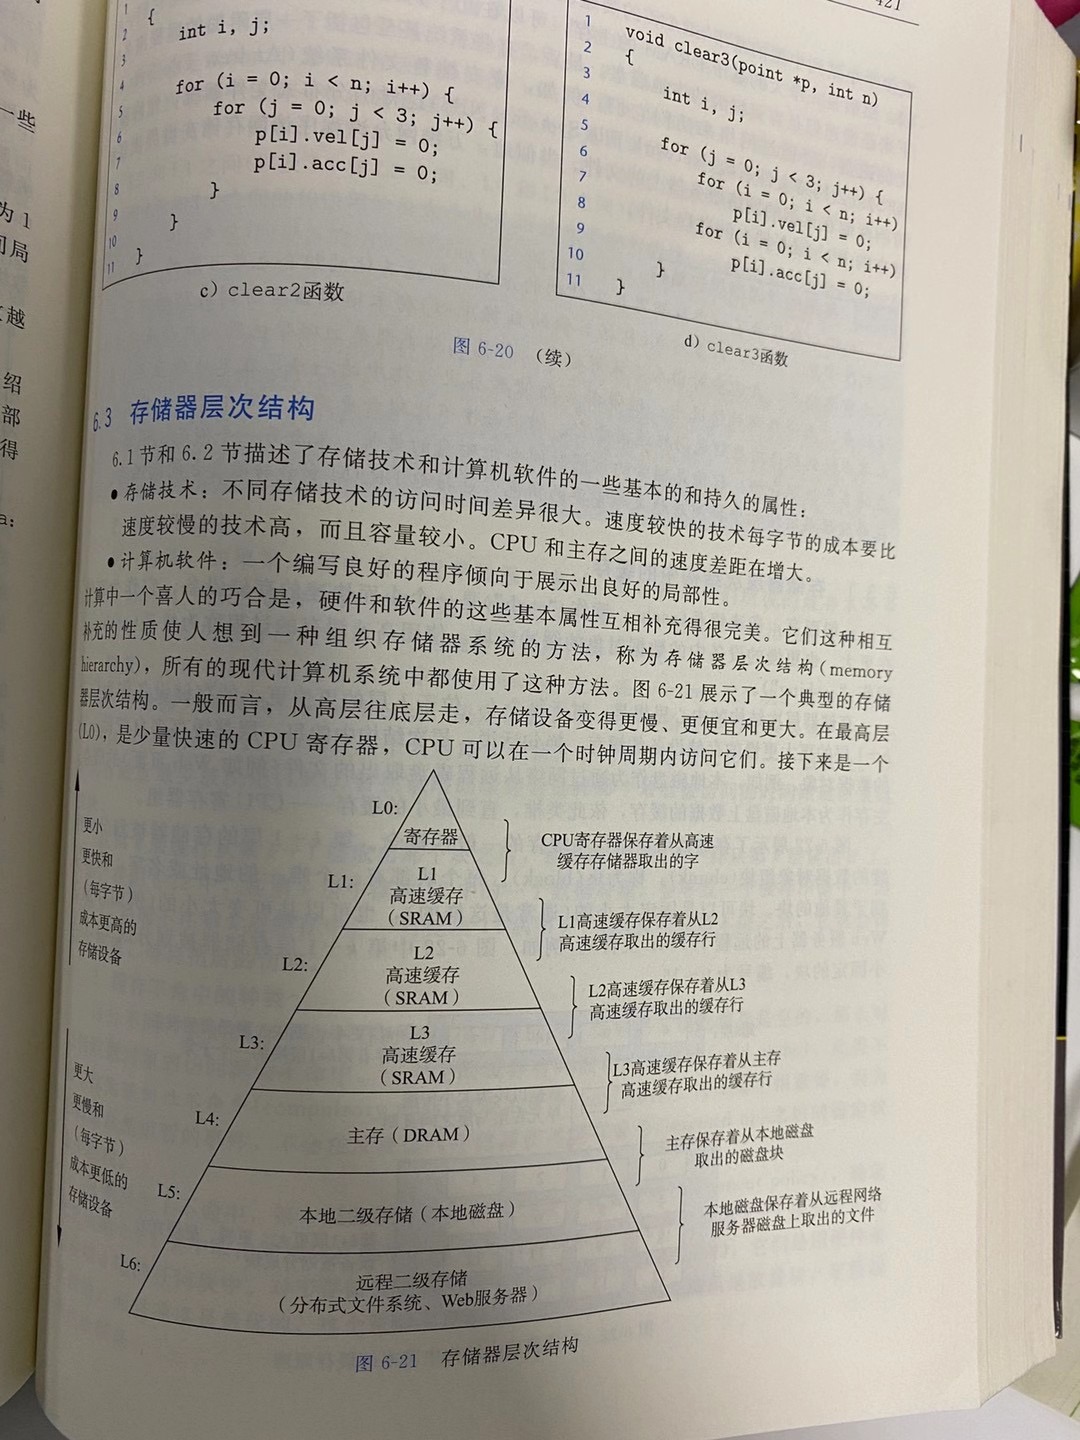 421
一些
为 1
绍
部
得
1 {
2 int i, j;
3
4 for (i = 0; i < n; i++) {
5 for (j = 0; j < 3; j++) {
6 p[i].vel[j] = 0;
7 p[i].acc[j] = 0;
8 }
9 }
10
11 }
c) clear2函数
1 void clear3(point *p, int n)
2 {
3 int i, j;
4
5 for (j = 0; j < 3; j++) {
6 for (i = 0; i < n; i++)
7 p[i].vel[j] = 0;
8 for (i = 0; i < n; i++)
9 p[i].acc[j] = 0;
10 }
11 }
d) clear3函数
图 6-20 （续）
6.3 存储器层次结构
6.1节和6.2节描述了存储技术和计算机软件的一些基本的和持久的属性：
• 存储技术：不同存储技术的访问时间差异很大。速度较快的技术每字节的成本要比
速度较慢的技术高，而且容量较小。CPU 和主存之间的速度差距在增大。
• 计算机软件：一个编写良好的程序倾向于展示出良好的局部性。
计算中一个喜人的巧合是，硬件和软件的这些基本属性互相补充得很完美。它们这种相互
补充的性质使人想到一种组织存储器系统的方法，称为存储器层次结构(memory
hierarchy)，所有的现代计算机系统中都使用了这种方法。图 6-21 展示了一个典型的存储
器层次结构。一般而言，从高层往底层走，存储设备变得更慢、更便宜和更大。在最高层
(L0)，是少量快速的 CPU 寄存器，CPU 可以在一个时钟周期内访问它们。接下来是一个
更小
更快和
（每字节）
成本更高的
存储设备
更大
更慢和
（每字节）
成本更低的
存储设备
L0:
寄存器
CPU寄存器保存着从高速
缓存存储器取出的字
L1:
L1
高速缓存
（SRAM）
L1高速缓存保存着从L2
高速缓存取出的缓存行
L2:
L2
高速缓存
（SRAM）
L2高速缓存保存着从L3
高速缓存取出的缓存行
L3:
L3
高速缓存
（SRAM）
L3高速缓存保存着从主存
高速缓存取出的缓存行
L4:
主存（DRAM）
主存保存着从本地磁盘
取出的磁盘块
L5:
本地二级存储（本地磁盘）
本地磁盘保存着从远程网络
服务器磁盘上取出的文件
L6:
远程二级存储
（分布式文件系统、Web服务器）
图 6-21 存储器层次结构